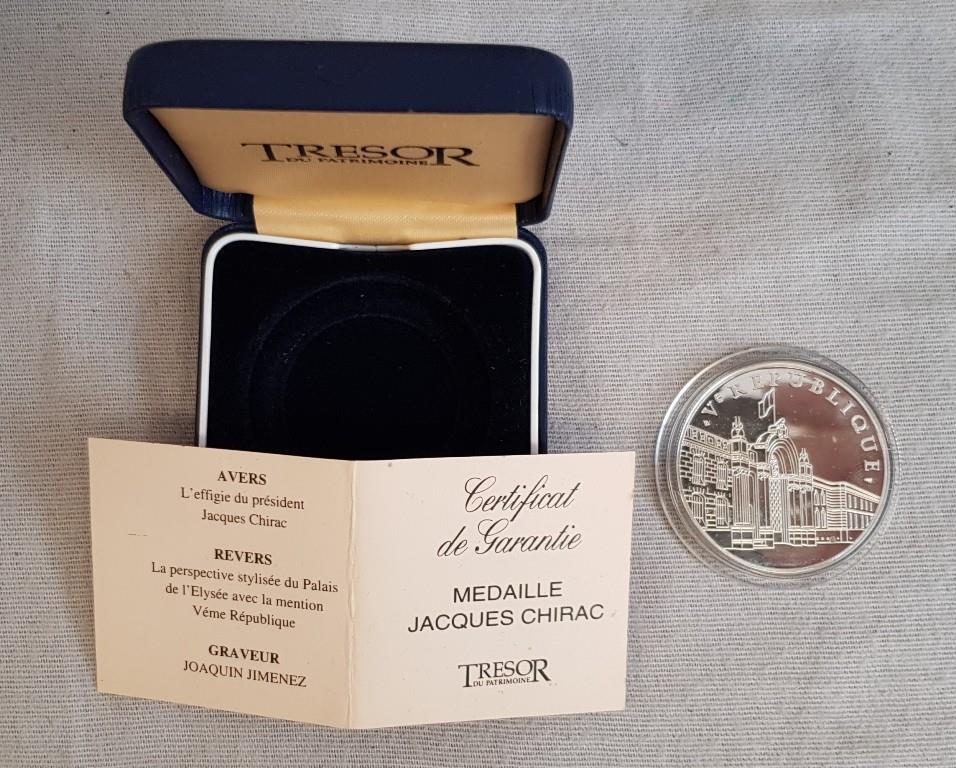 TRESOR
DU PATRIMOINE
AVERS
L'effigie du président
Jacques Chirac
REVERS
La perspective stylisée du Palais
de l'Elysée avec la mention
Véme République
GRAVEUR
JOAQUIN JIMENEZ
Certificat
de Garantie
MEDAILLE
JACQUES CHIRAC
TRESOR
DU PATRIMOINE
Ve REPUBLIQUE